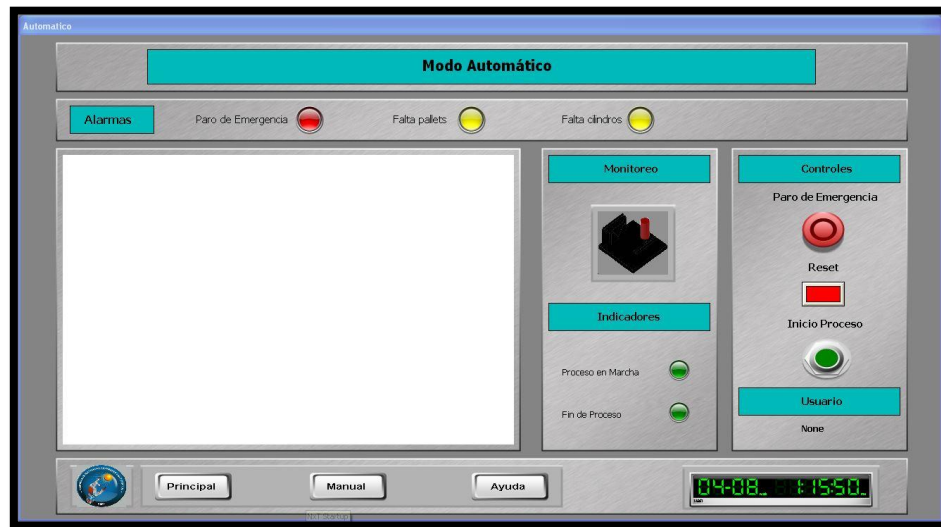 Automatico
Modo Automático
Alarmas
Paro de Emergencia
Falta pallets
Falta cilindros
Monitoreo
Controles
Paro de Emergencia
Reset
Indicadores
Inicio Proceso
Proceso en Marcha
Fin de Proceso
Usuario
None
Principal
Manual
Ayuda
04-08 1:15:50